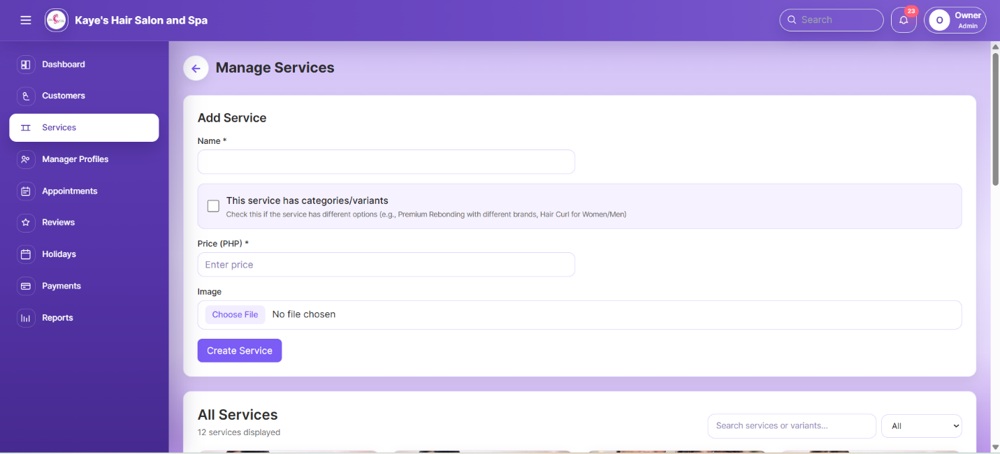 Kaye's Hair Salon and Spa
Search
23
O
Owner
Admin
Dashboard
Customers
Services
Manager Profiles
Appointments
Reviews
Holidays
Payments
Reports
Manage Services
Add Service
Name *
This service has categories/variants
Check this if the service has different options (e.g., Premium Rebonding with different brands, Hair Curl for Women/Men)
Price (PHP) *
Enter price
Image
Choose File No file chosen
Create Service
All Services
12 services displayed
Search services or variants...
All